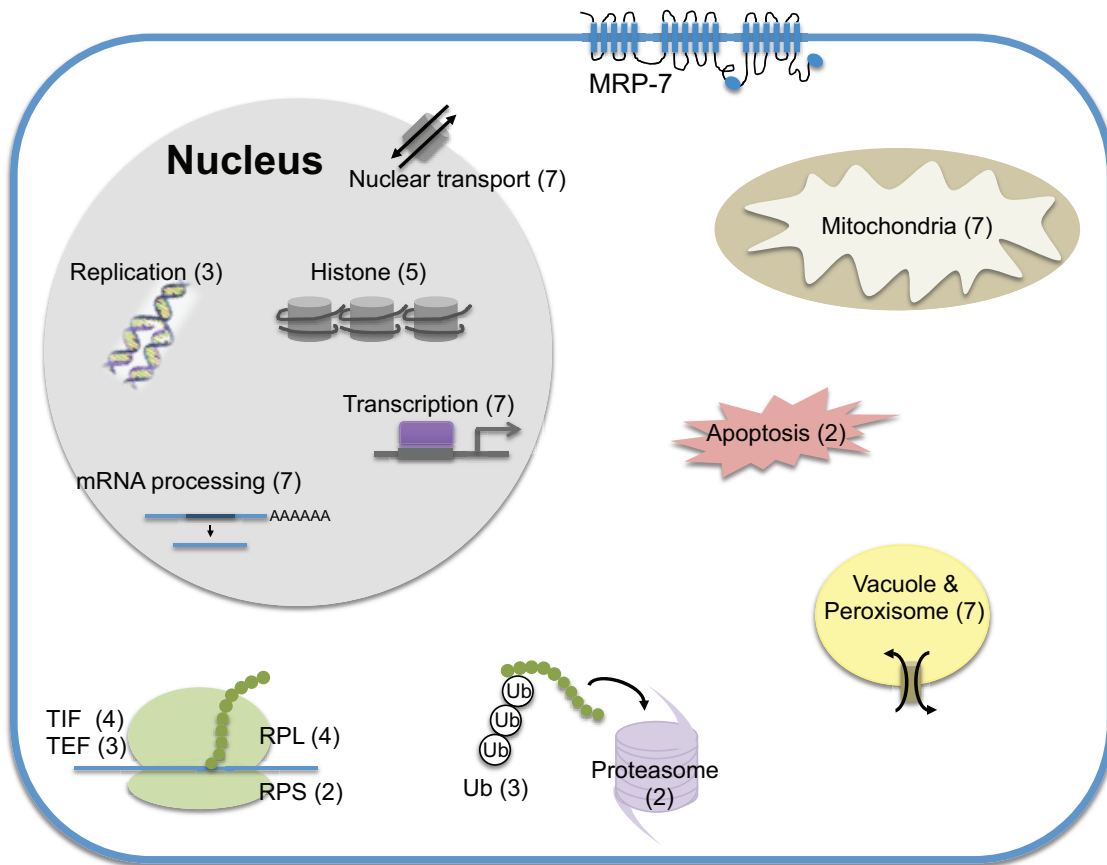 MRP-7
Nucleus
Nuclear transport (7)
Mitochondria (7)
Replication (3)
Histone (5)
Transcription (7)
Apoptosis (2)
mRNA processing (7)
AAAAAA
Vacuole &
Peroxisome (7)
TIF (4)
TEF (3)
RPL (4)
RPS (2)
Ub
Ub
Ub
Ub (3)
Proteasome
(2)